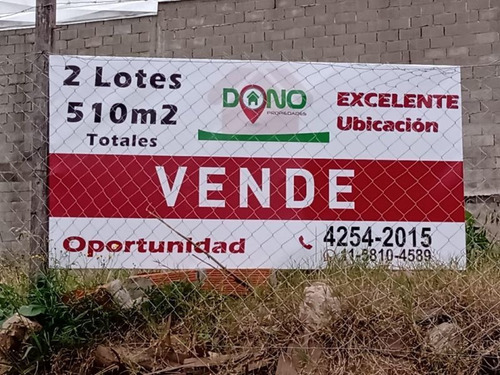 2 Lotes
510m2
Totales
DONO
PROPIEDADES
EXCELENTE
Ubicación
VENDE
Oportunidad
4254-2015
11-5810-4589